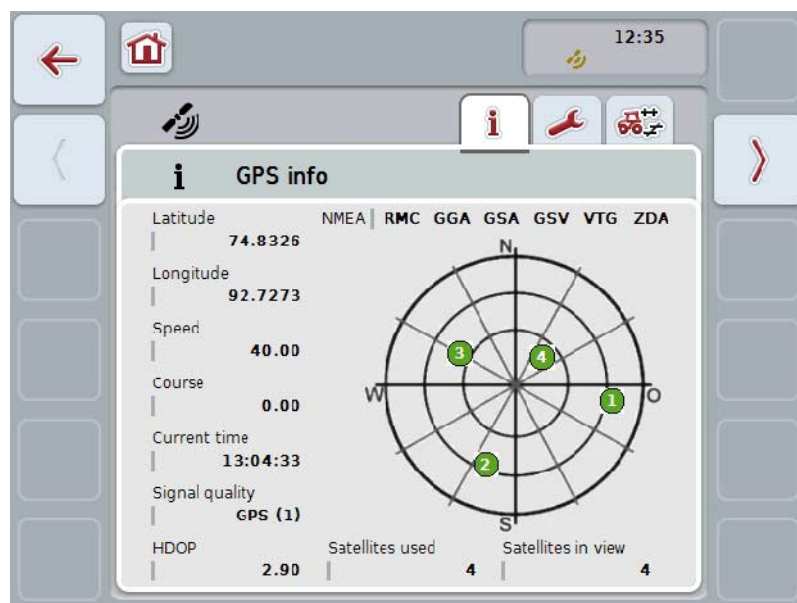 12:35
i
i GPS info
Latitude
74.8326
NMEA RMC GGA GSA GSV VTG ZDA
Longitude
92.7273
Speed
40.00
Course
0.00
Current time
13:04:33
Signal quality
GPS (1)
HDOP
2.90
N
3
4
W
O
1
2
S
Satellites used
4
Satellites in view
4